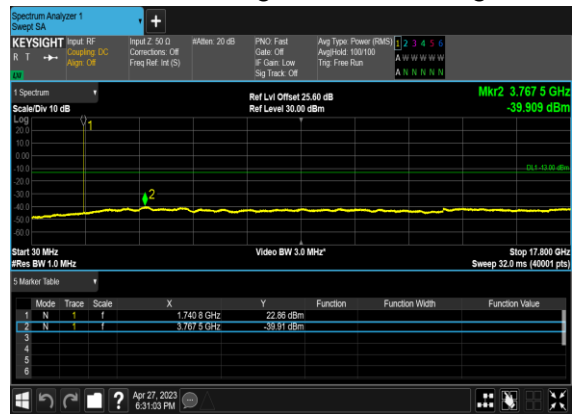 Spectrum Analyzer 1
Swept SA
KEYSIGHT Input: RF Input Z: 50 Ω #Atten: 20 dB PNO: Fast Avg Type: Power (RMS) 1 2 3 4 5 6
R T Coupling: DC Corrections: Off Gate: Off Avg|Hold: 100/100 A W W W W W
Align: Off Freq Ref: Int (S) IF Gain: Low Trig: Free Run
LW Sig Track: Off A N N N N N
1 Spectrum Ref Lvl Offset 25.60 dB Mkr2 3.767 5 GHz
Scale/Div 10 dB Ref Level 30.00 dBm -39.909 dBm
Log
20.0
10.0
0.00
-10.0
-20.0
-30.0
-40.0
-50.0
-60.0
1
DL1 -13.00 dBm
2
Start 30 MHz Video BW 3.0 MHz* Stop 17.800 GHz
#Res BW 1.0 MHz Sweep 32.0 ms (40001 pts)
5 Marker Table
Mode Trace Scale X Y Function Function Width Function Value
1 N 1 f 1.740 8 GHz 22.86 dBm
2 N 1 f 3.767 5 GHz -39.91 dBm
3
4
5
6
? Apr 27, 2023
6:31:03 PM